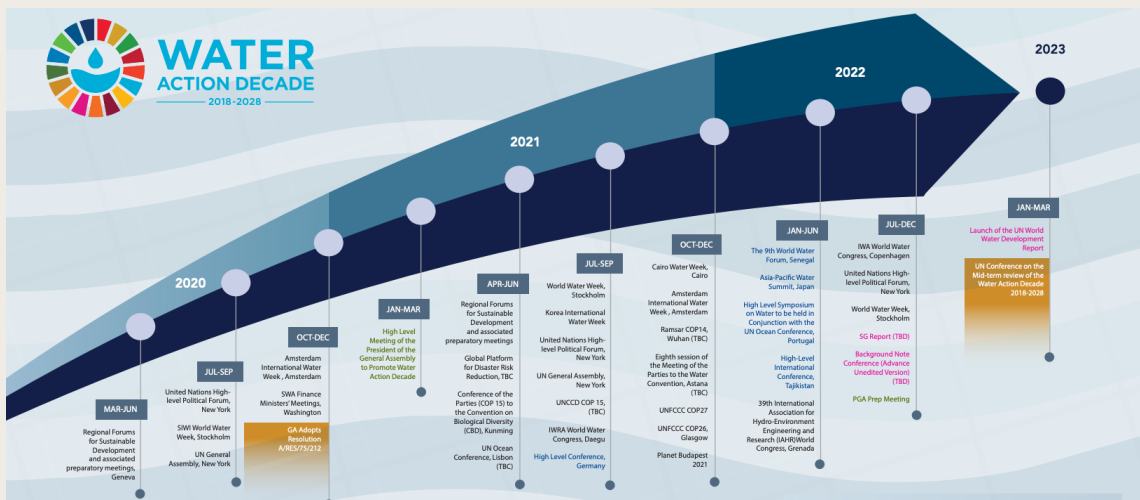 WATER
ACTION DECADE
2018-2028
2020
2021
2022
2023
MAR-JUN
Regional Forums
for Sustainable
Development
and associated
preparatory meetings,
Geneva
JUL-SEP
United Nations High-
level Political Forum,
New York
SIWI World Water
Week, Stockholm
UN General
Assembly, New York
OCT-DEC
Amsterdam
International Water
Week , Amsterdam
SWA Finance
Ministers' Meetings,
Washington
GA Adopts
Resolution
A/RES/75/212
JAN-MAR
High Level
Meeting of the
President of the
General Assembly
to Promote Water
Action Decade
APR-JUN
Regional Forums
for Sustainable
Development
and associated
preparatory meetings
Global Platform
for Disaster Risk
Reduction, TBC
Conference of the
Parties (COP 15) to
the Convention on
Biological Diversity
(CBD), Kunming
UN Ocean
Conference, Lisbon
(TBC)
JUL-SEP
World Water Week,
Stockholm
Korea International
Water Week
United Nations High-
level Political Forum,
New York
UN General Assembly,
New York
UNCCD COP 15,
(TBC)
IWRA World Water
Congress, Daegu
High Level Conference,
Germany
OCT-DEC
Cairo Water Week,
Cairo
Amsterdam
International Water
Week , Amsterdam
Ramsar COP14,
Wuhan (TBC)
Eighth session of
the Meeting of the
Parties to the Water
Convention, Astana
(TBC)
UNFCCC COP27
UNFCCC COP26,
Glasgow
Planet Budapest
2021
JAN-JUN
The 9th World Water
Forum, Senegal
Asia-Pacific Water
Summit, Japan
High Level Symposium
on Water to be held in
Conjunction with the
UN Ocean Conference,
Portugal
High-Level
International
Conference,
Tajikistan
39th International
Association for
Hydro-Environment
Engineering and
Research (IAHR)World
Congress, Grenada
JUL-DEC
IWA World Water
Congress, Copenhagen
United Nations High-
level Political Forum,
New York
World Water Week,
Stockholm
SG Report (TBD)
Background Note
Conference (Advance
Unedited Version)
(TBD)
PGA Prep Meeting
JAN-MAR
Launch of the UN World
Water Development
Report
UN Conference on the
Mid-term review of the
Water Action Decade
2018-2028